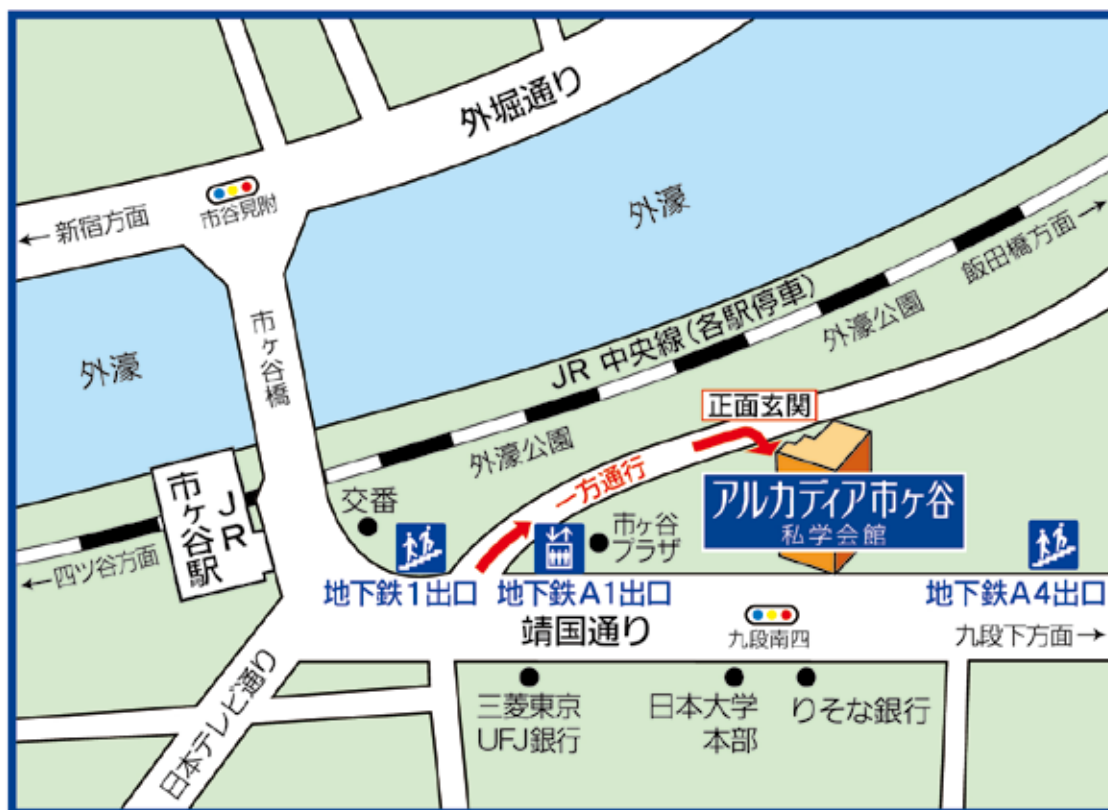 外堀通り
市谷見附
←新宿方面
外濠
飯田橋方面→
市ヶ谷橋
外濠
JR 中央線(各駅停車)
外濠公園
正面玄関
外濠公園
一方通行
アルカディア市ヶ谷
私学会館
JR
市ヶ谷駅
交番
市ヶ谷
プラザ
←四ツ谷方面
地下鉄1出口
地下鉄A1出口
地下鉄A4出口
靖国通り
九段南四
九段下方面→
日本テレビ通り
三菱東京
UFJ銀行
日本大学
本部
りそな銀行